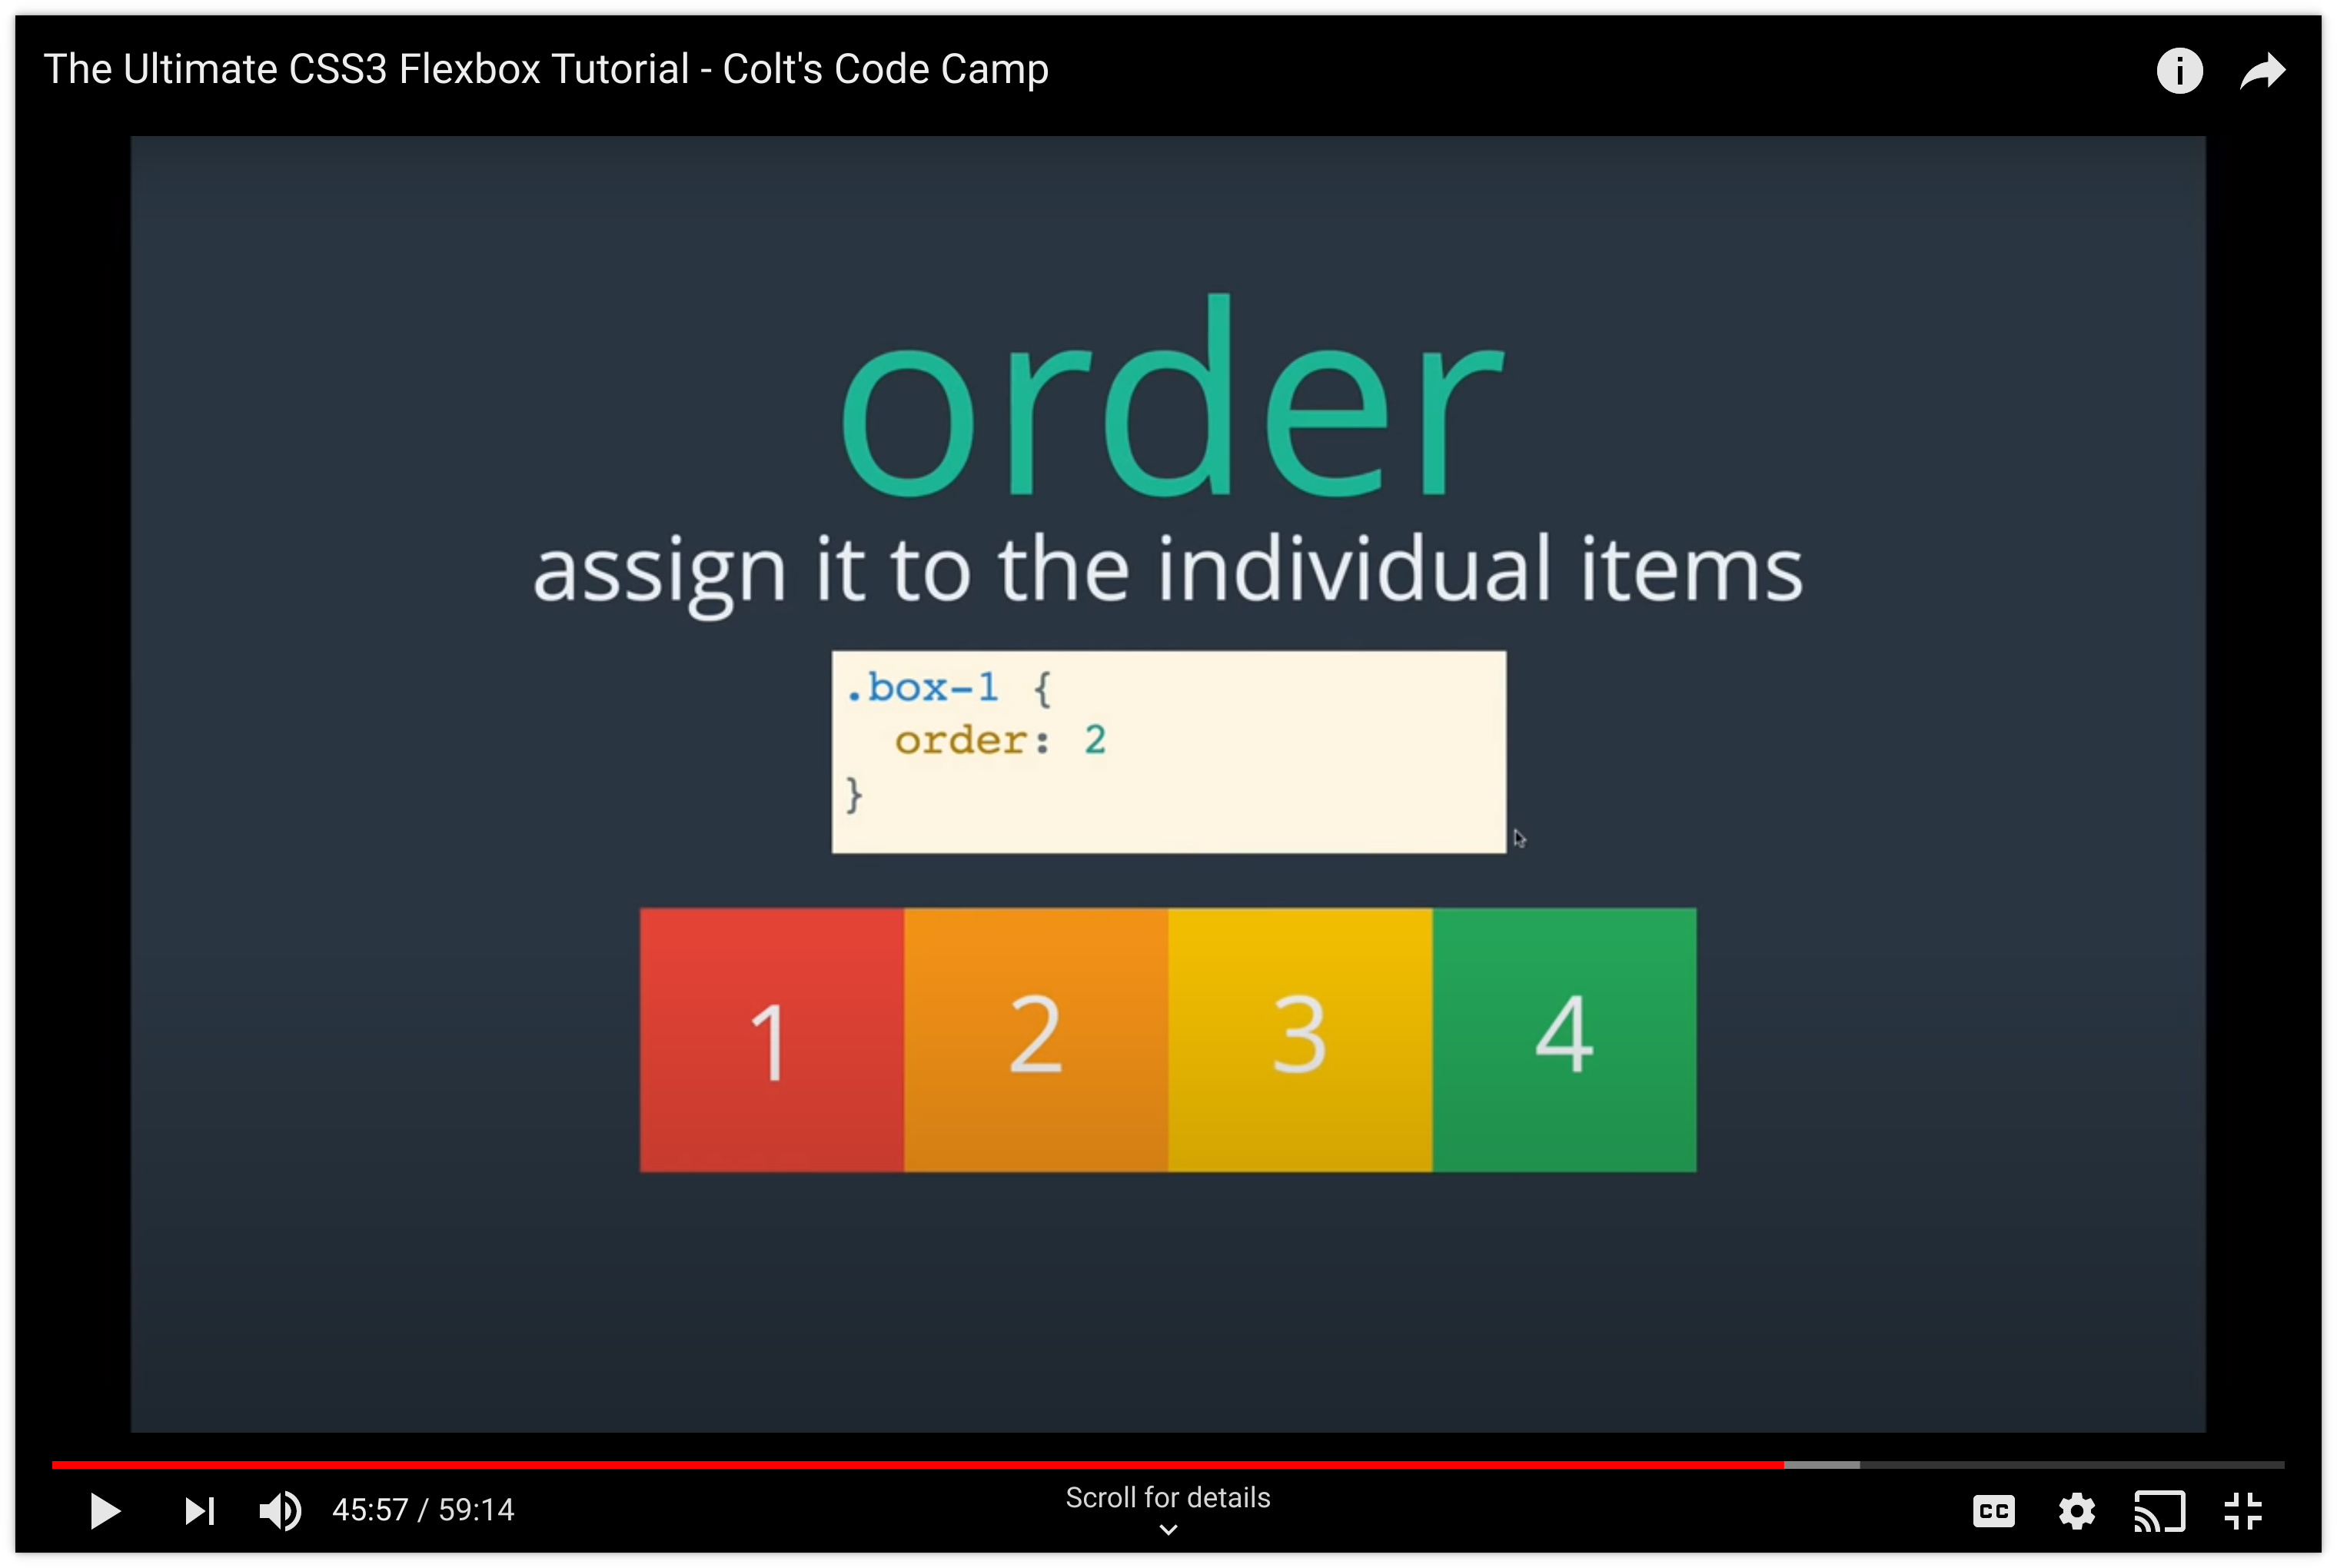 The Ultimate CSS3 Flexbox Tutorial - Colt's Code Camp
i
order
assign it to the individual items
.box-1 {
  order: 2
}
1 2 3 4
45:57 / 59:14
Scroll for details
CC